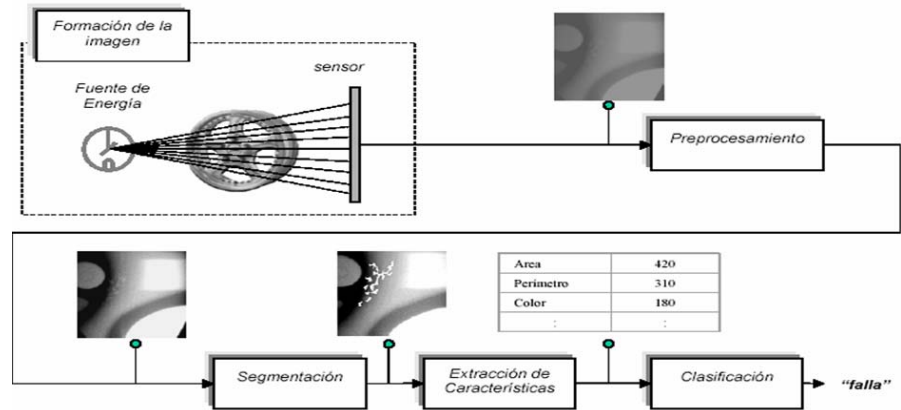 Formación de la
imagen
sensor
Fuente de
Energía
Preprocesamiento
Area 420
Perímetro 310
Color 180
: :
Segmentación
Extracción de
Características
Clasificación
"falla"